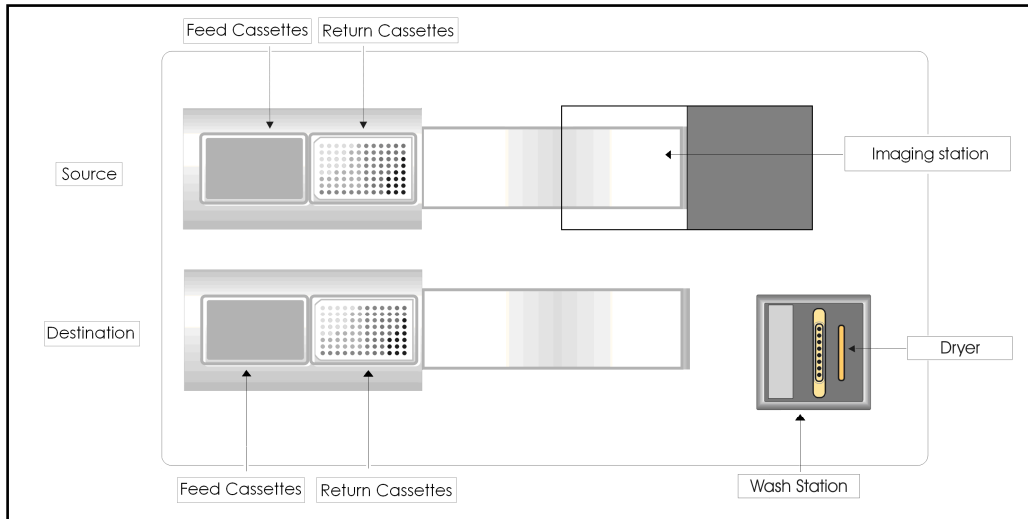 Feed Cassettes
Return Cassettes
Source
Imaging station
Destination
Dryer
Feed Cassettes
Return Cassettes
Wash Station